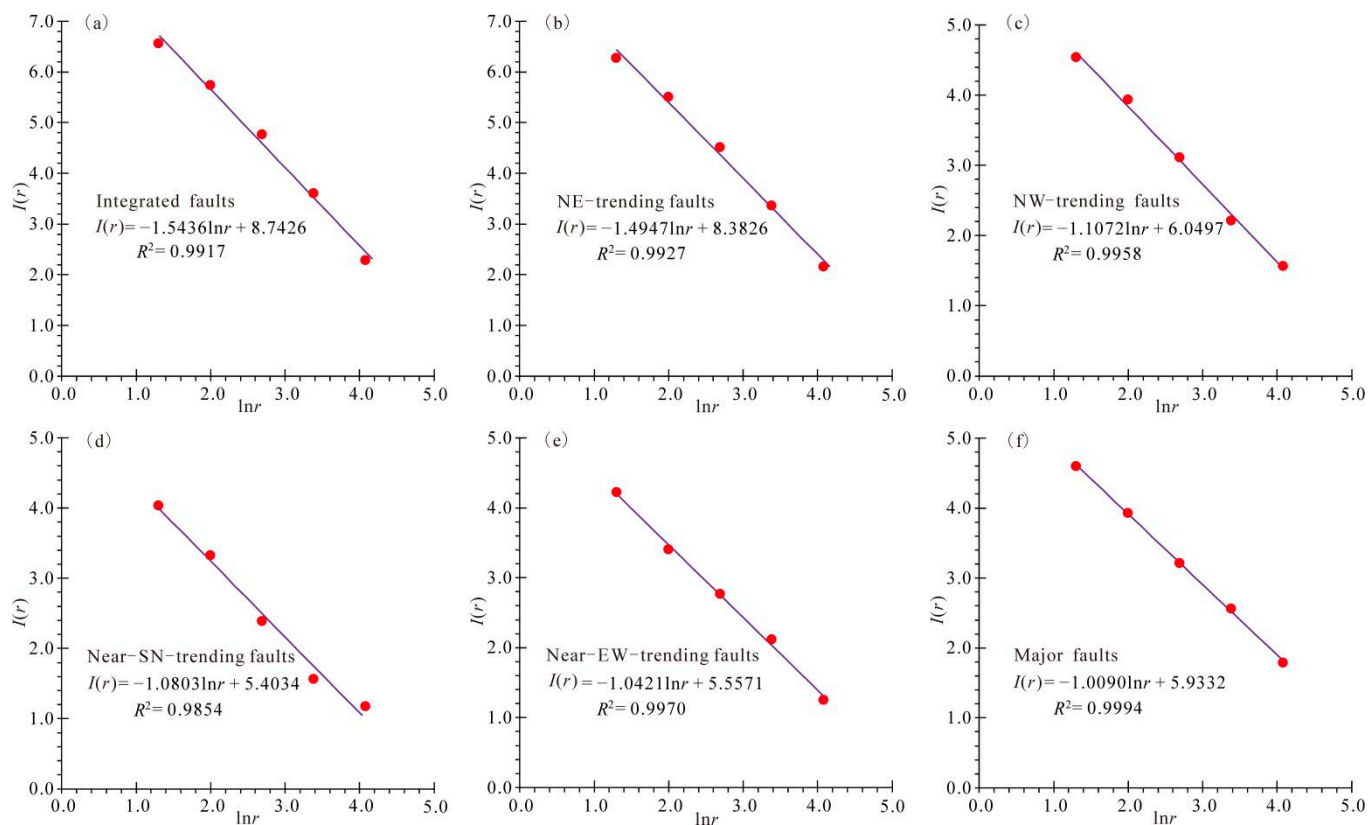 (a)
7.0
6.0
5.0
4.0
3.0
2.0
1.0
0.0
I(r)
Integrated faults
I(r)=−1.5436lnr+8.7426
R²=0.9917
0.0 1.0 2.0 3.0 4.0 5.0
lnr
(b)
7.0
6.0
5.0
4.0
3.0
2.0
1.0
0.0
I(r)
NE-trending faults
I(r)=−1.4947lnr+8.3826
R²=0.9927
0.0 1.0 2.0 3.0 4.0 5.0
lnr
(c)
5.0
4.0
3.0
2.0
1.0
0.0
I(r)
NW-trending faults
I(r)=−1.1072lnr+6.0497
R²=0.9958
0.0 1.0 2.0 3.0 4.0 5.0
lnr
(d)
5.0
4.0
3.0
2.0
1.0
0.0
I(r)
Near-SN-trending faults
I(r)=−1.0803lnr+5.4034
R²=0.9854
0.0 1.0 2.0 3.0 4.0 5.0
lnr
(e)
5.0
4.0
3.0
2.0
1.0
0.0
I(r)
Near-EW-trending faults
I(r)=−1.0421lnr+5.5571
R²=0.9970
0.0 1.0 2.0 3.0 4.0 5.0
lnr
(f)
5.0
4.0
3.0
2.0
1.0
0.0
I(r)
Major faults
I(r)=−1.0090lnr+5.9332
R²=0.9994
0.0 1.0 2.0 3.0 4.0 5.0
lnr